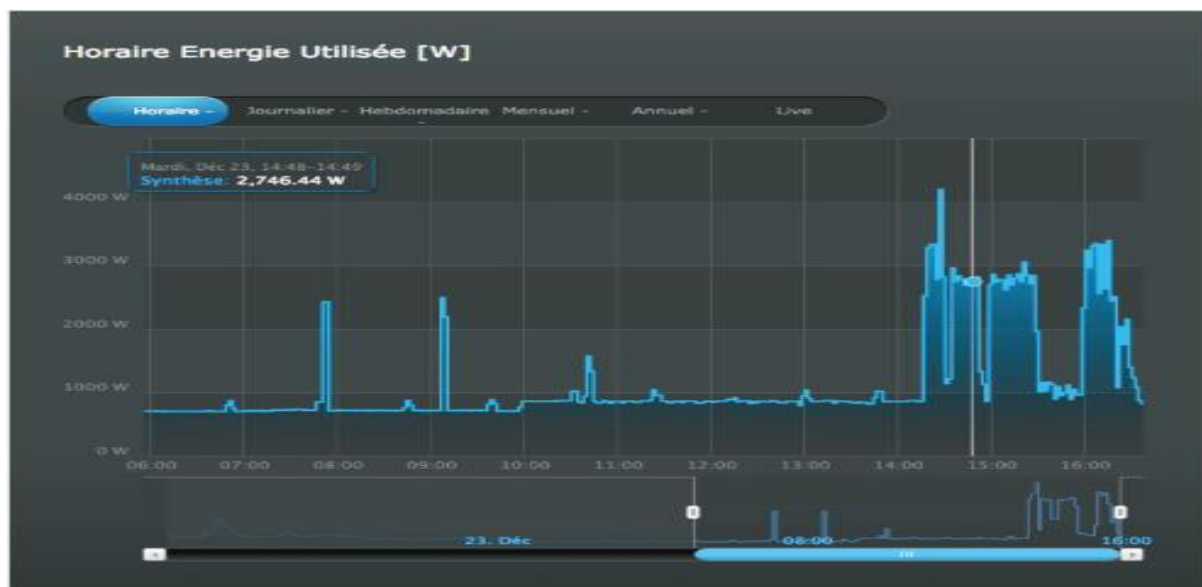 Horaire Energie Utilisée [W]
Horaire - Journalier - Hebdomadaire - Mensuel - Annuel - Live
Mardi, Déc 23, 14:48-14:49
Synthèse: 2,746.44 W
4000 W
3000 W
2000 W
1000 W
0 W
06:00 07:00 08:00 09:00 10:00 11:00 12:00 13:00 14:00 15:00 16:00
23. Déc 08:00 16:00